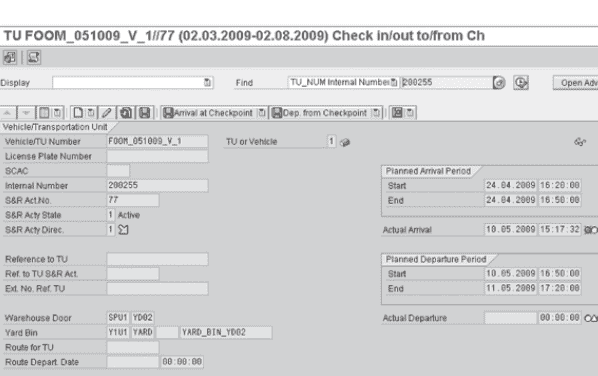 TU FOOM_051009_V_1//77 (02.03.2009-02.08.2009) Check in/out to/from Ch
Display Find TU_NUM Internal Number 200255 Open Adv
Arrival at Checkpoint Dep. from Checkpoint
Vehicle/Transportation Unit
Vehicle/TU Number FOOM_051009_V_1 TU or Vehicle 1
License Plate Number
SCAC Planned Arrival Period
Internal Number 200255 Start 24.04.2009 16:20:00
S&R Act.No. 77 End 24.04.2009 16:50:00
S&R Acty State 1 Active
S&R Acty Direc. 1 Actual Arrival 10.05.2009 15:17:32
Reference to TU Planned Departure Period
Ref. to TU S&R Act. Start 10.05.2009 16:50:00
Ext. No. Ref. TU End 11.05.2009 17:20:00
Warehouse Door SPU1 YD02 Actual Departure 00:00:00
Yard Bin Y1U1 YARD YARD_BIN_YD02
Route for TU
Route Depart. Date 00:00:00